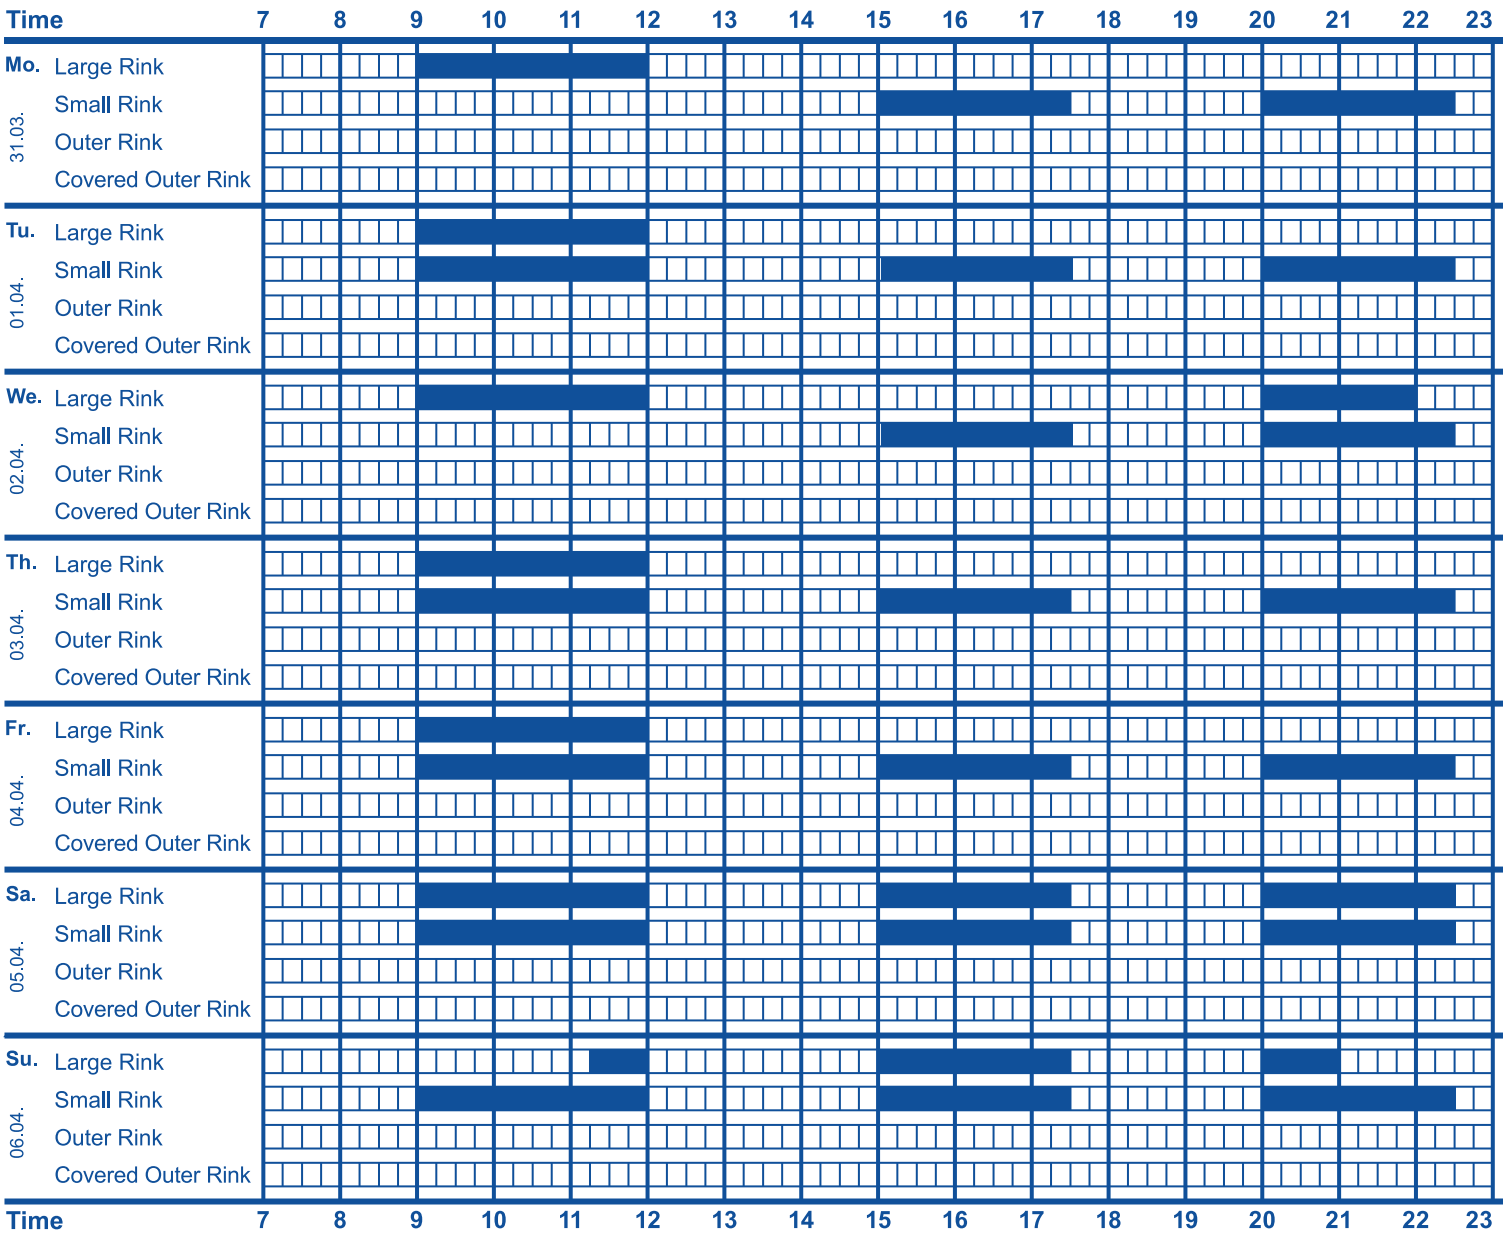 Time 7 8 9 10 11 12 13 14 15 16 17 18 19 20 21 22 23
Mo. Large Rink
Small Rink
31.03.
Outer Rink
Covered Outer Rink
Tu. Large Rink
Small Rink
01.04.
Outer Rink
Covered Outer Rink
We. Large Rink
Small Rink
02.04.
Outer Rink
Covered Outer Rink
Th. Large Rink
Small Rink
03.04.
Outer Rink
Covered Outer Rink
Fr. Large Rink
Small Rink
04.04.
Outer Rink
Covered Outer Rink
Sa. Large Rink
Small Rink
05.04.
Outer Rink
Covered Outer Rink
Su. Large Rink
Small Rink
06.04.
Outer Rink
Covered Outer Rink
Time 7 8 9 10 11 12 13 14 15 16 17 18 19 20 21 22 23